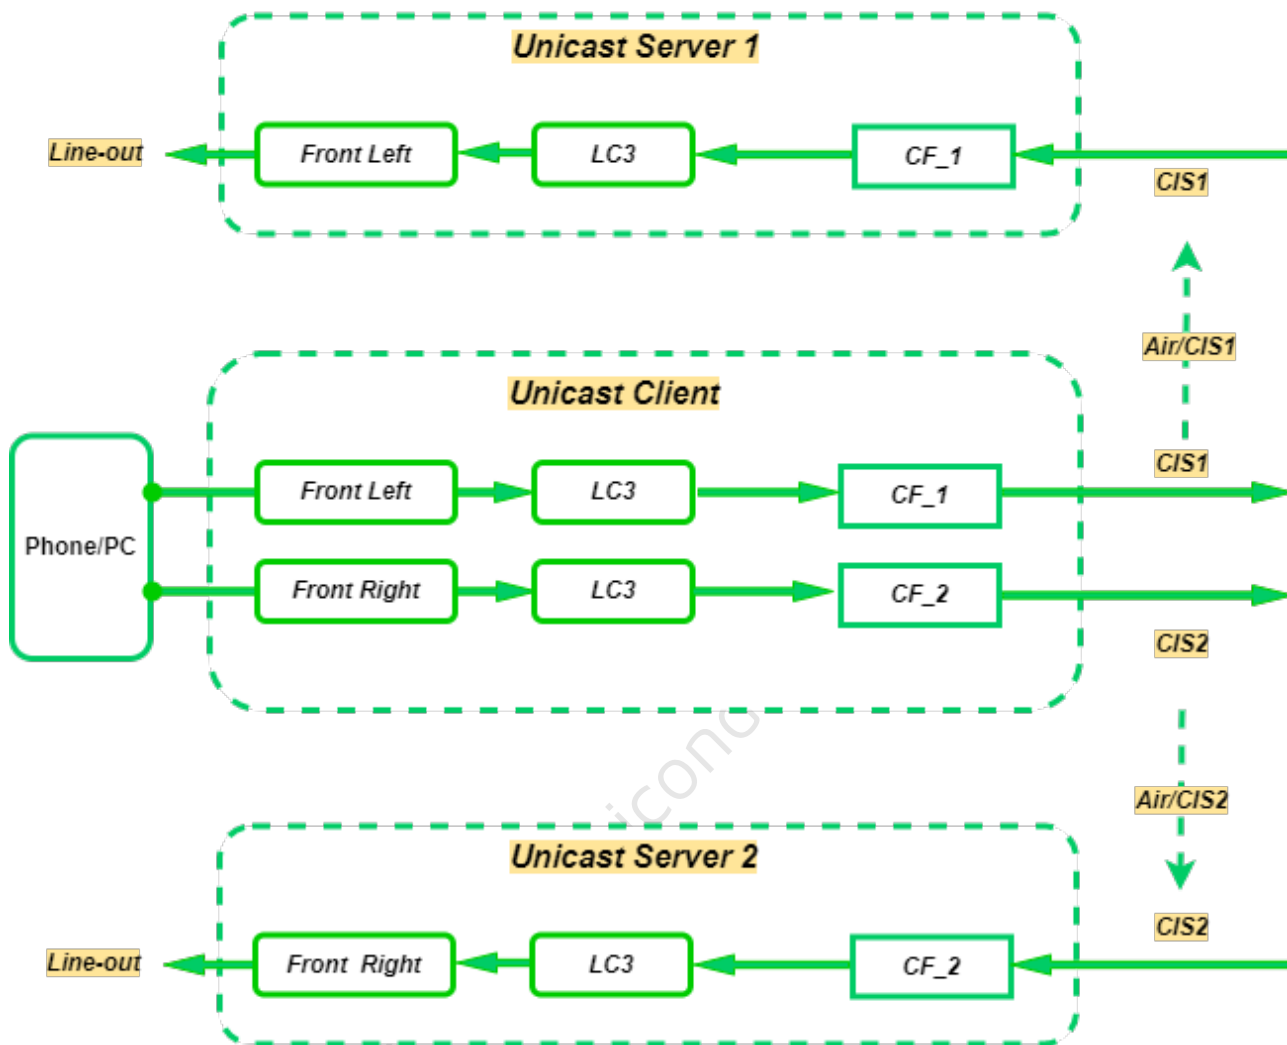 Unicast Server 1
Line-out
Front Left
LC3
CF_1
CIS1
Air/CIS1
Unicast Client
CIS1
Phone/PC
Front Left
LC3
CF_1
Front Right
LC3
CF_2
CIS2
Air/CIS2
Unicast Server 2
CIS2
Line-out
Front Right
LC3
CF_2